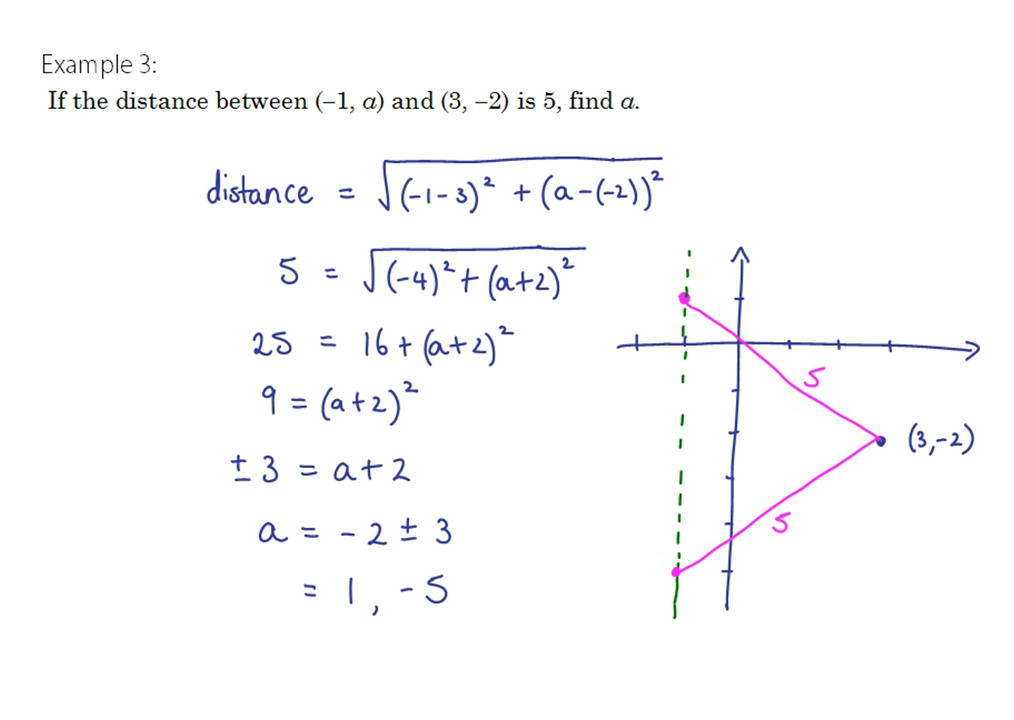 Example 3:
If the distance between (–1, a) and (3, –2) is 5, find a.
distance = √((-1-3)² + (a-(-2))²)
5 = √((-4)² + (a+2)²)
25 = 16 + (a+2)²
9 = (a+2)²
± 3 = a+2
a = -2 ± 3
= 1, -5
5
(3,-2)
5